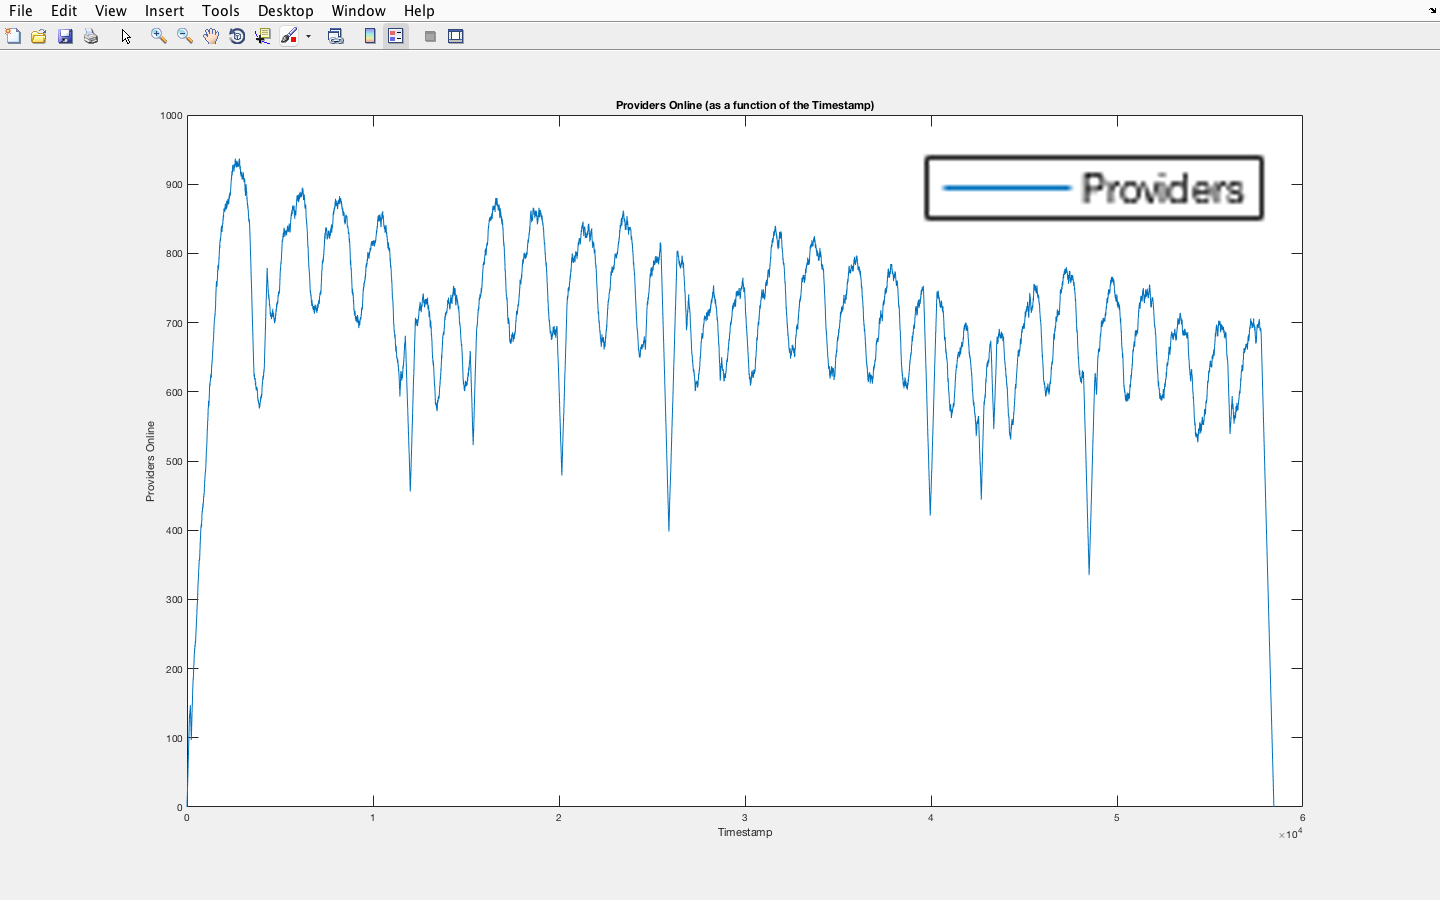 File Edit View Insert Tools Desktop Window Help
Providers Online (as a function of the Timestamp)
1000
900
800
700
600
500
400
300
200
100
0
Providers Online
Providers
0 1 2 3 4 5 6
Timestamp
×10⁴